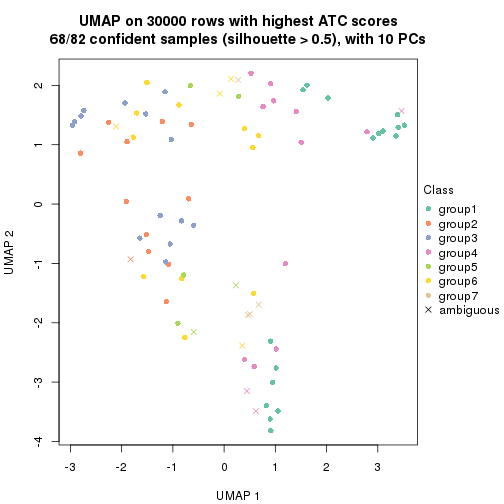 UMAP on 30000 rows with highest ATC scores
68/82 confident samples (silhouette > 0.5), with 10 PCs
2
1
0
-1
-2
-3
-4
UMAP 2
-3
-2
-1
0
1
2
3
UMAP 1
Class
group1
group2
group3
group4
group5
group6
group7
ambiguous